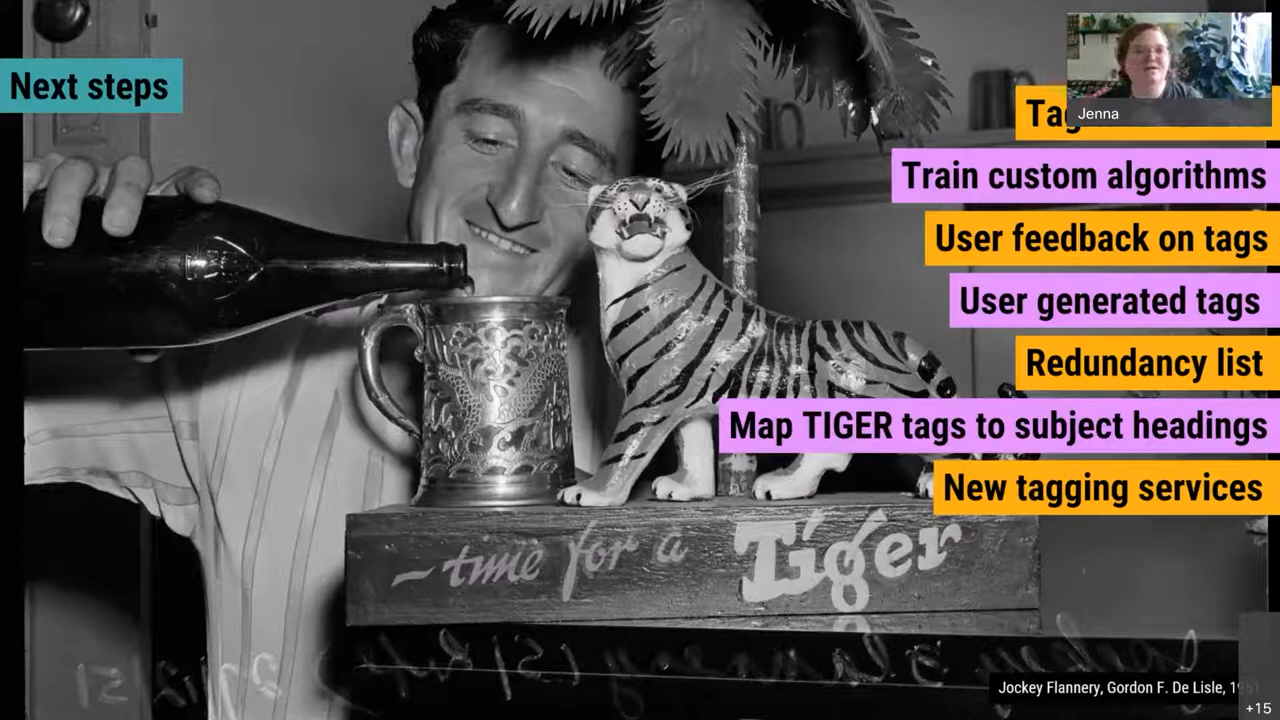 Next steps
Jenna
Train custom algorithms
User feedback on tags
User generated tags
Redundancy list
Map TIGER tags to subject headings
New tagging services
– time for a Tiger
Jockey Flannery, Gordon F. De Lisle,
+15